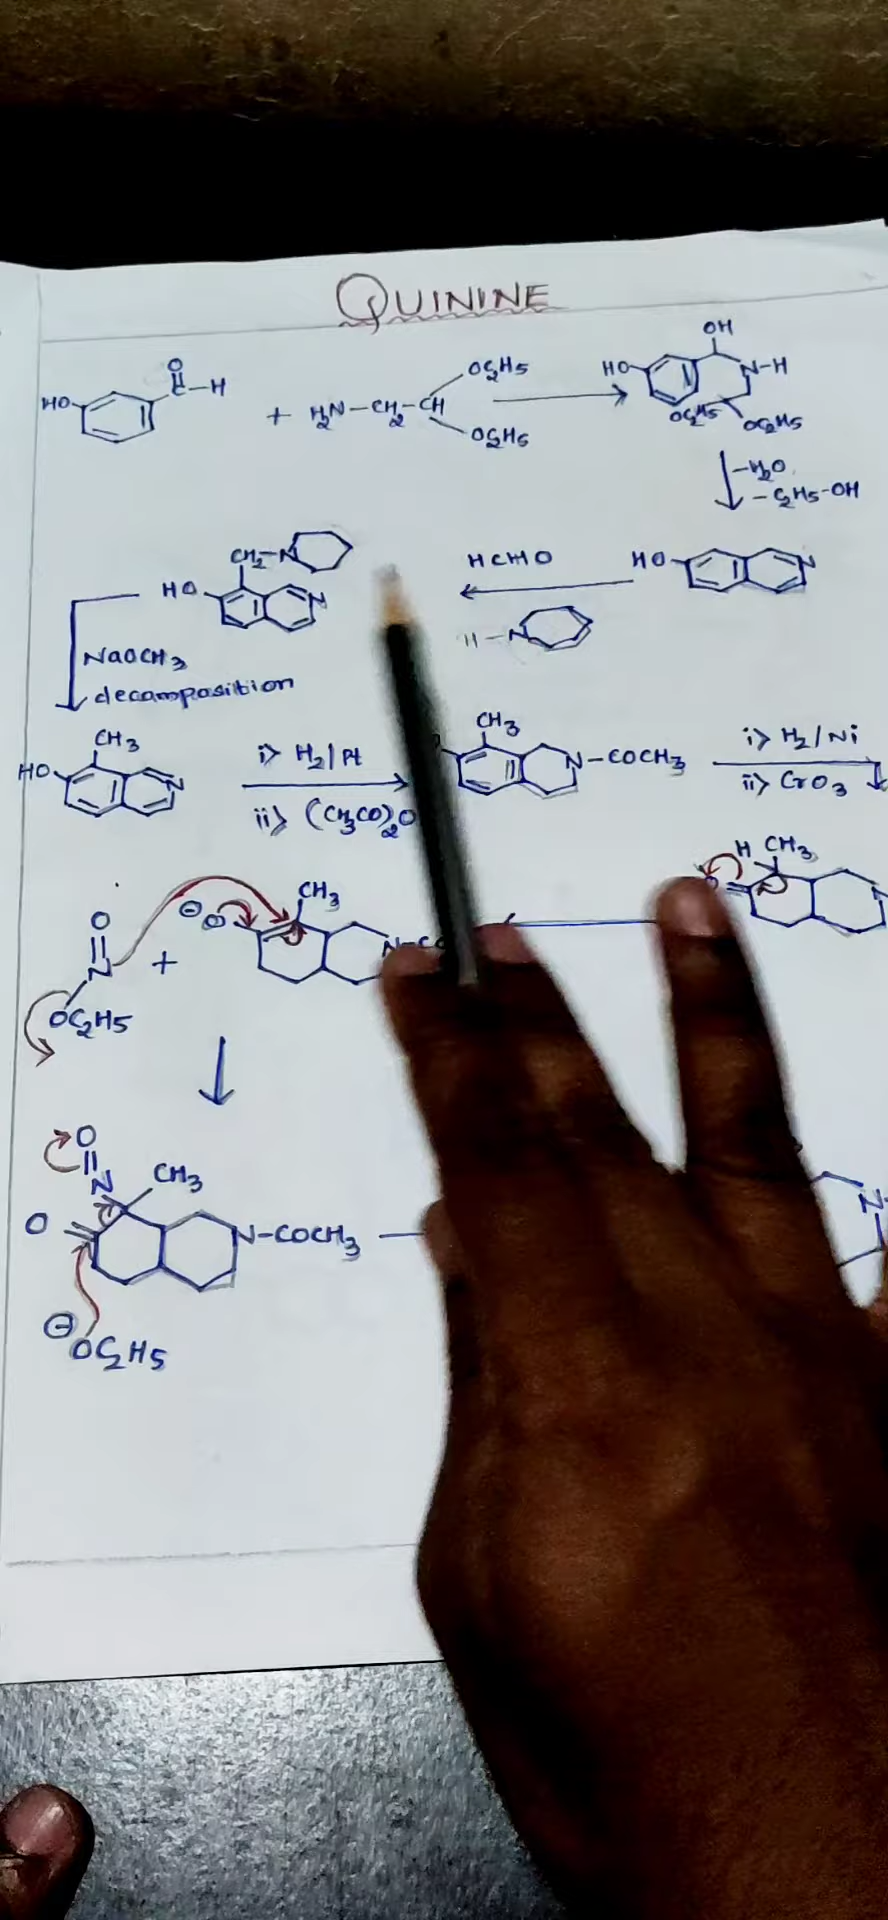 QUININE
HO O C-H + H2N-CH2-CH OC2H5 OC2H5
HO OH N-H OC2H5 OC2H5
-H2O
-C2H5-OH
HO N
HCHO
H-N
CH2-N HO N
NaOCH3
decomposition
CH3 HO N
i> H2/Pt
ii> (CH3CO)2O
CH3 N-COCH3
i> H2/Ni
ii> CrO3
H CH3
⊖ O CH3
O N OC2H5 +
O N CH3 O N-COCH3
N
⊖ OC2H5